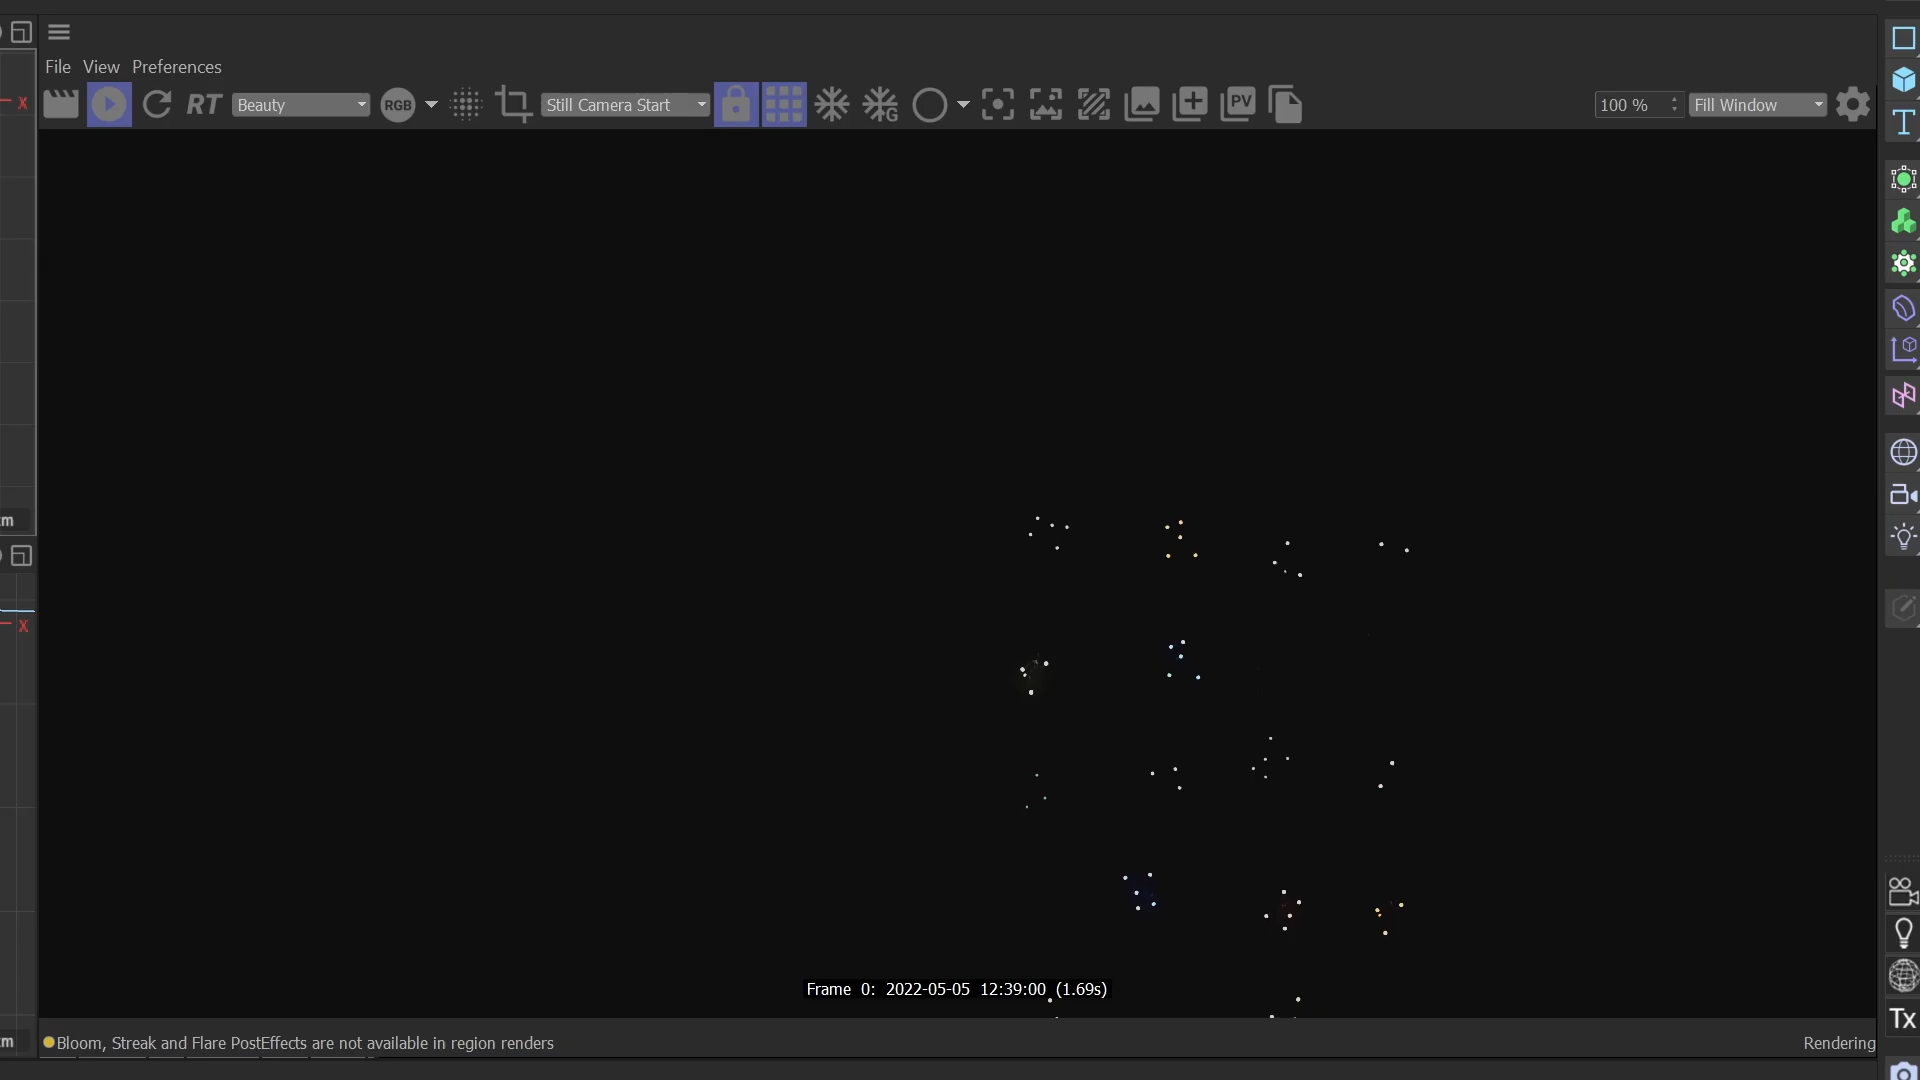 File View Preferences
RT Beauty RGB Still Camera Start G PV 100 % Fill Window
X
T
m
X
Frame 0: 2022-05-05 12:39:00 (1.69s)
Tx
m
Bloom, Streak and Flare PostEffects are not available in region renders
Rendering